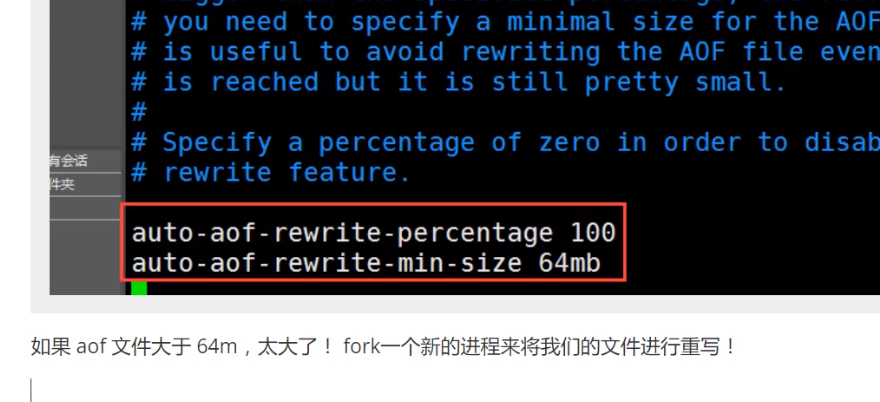 # you need to specify a minimal size for the AOF
# is useful to avoid rewriting the AOF file even
# is reached but it is still pretty small.
#
# Specify a percentage of zero in order to disab
有会话
# rewrite feature.
件夹
auto-aof-rewrite-percentage 100
auto-aof-rewrite-min-size 64mb
如果 aof 文件大于 64m，太大了！ fork一个新的进程来将我们的文件进行重写！